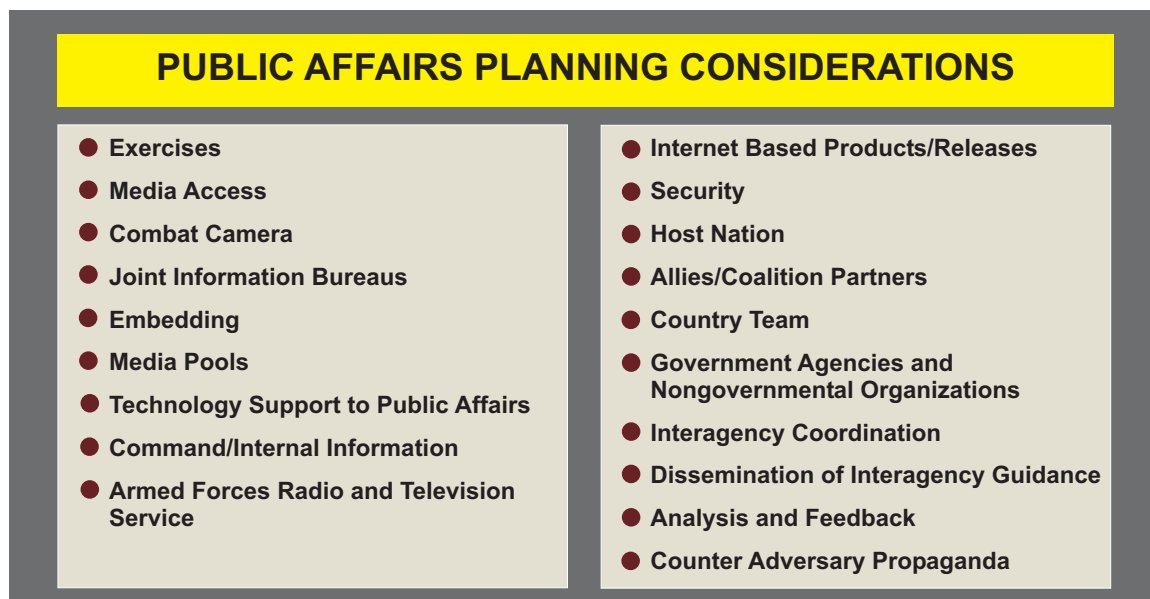 PUBLIC AFFAIRS PLANNING CONSIDERATIONS
Exercises
Media Access
Combat Camera
Joint Information Bureaus
Embedding
Media Pools
Technology Support to Public Affairs
Command/Internal Information
Armed Forces Radio and Television
Service
Internet Based Products/Releases
Security
Host Nation
Allies/Coalition Partners
Country Team
Government Agencies and
Nongovernmental Organizations
Interagency Coordination
Dissemination of Interagency Guidance
Analysis and Feedback
Counter Adversary Propaganda